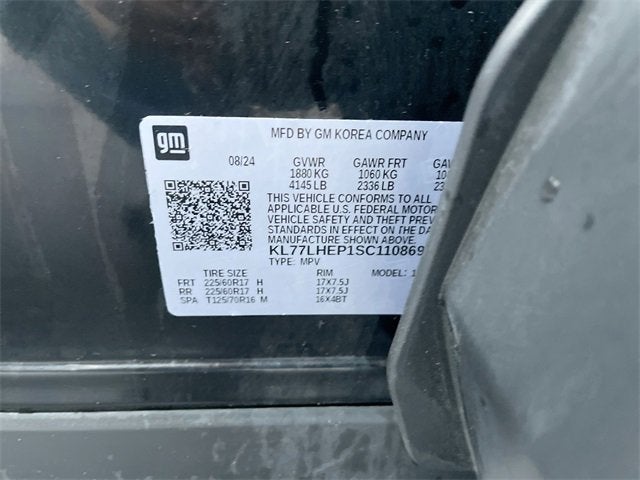 gm
MFD BY GM KOREA COMPANY
08/24 GVWR GAWR FRT
1880 KG 1060 KG
4145 LB 2336 LB
THIS VEHICLE CONFORMS TO ALL
APPLICABLE U.S. FEDERAL MOTOR
VEHICLE SAFETY AND THEFT
STANDARDS IN EFFECT ON THE
MANUFACTURE SHOWN ABOVE.
KL77LHEP1SC110869
TYPE: MPV MODEL:
TIRE SIZE RIM
FRT 225/60R17 H 17X7.5J
RR 225/60R17 H 17X7.5J
SPA T125/70R16 M 16X4BT